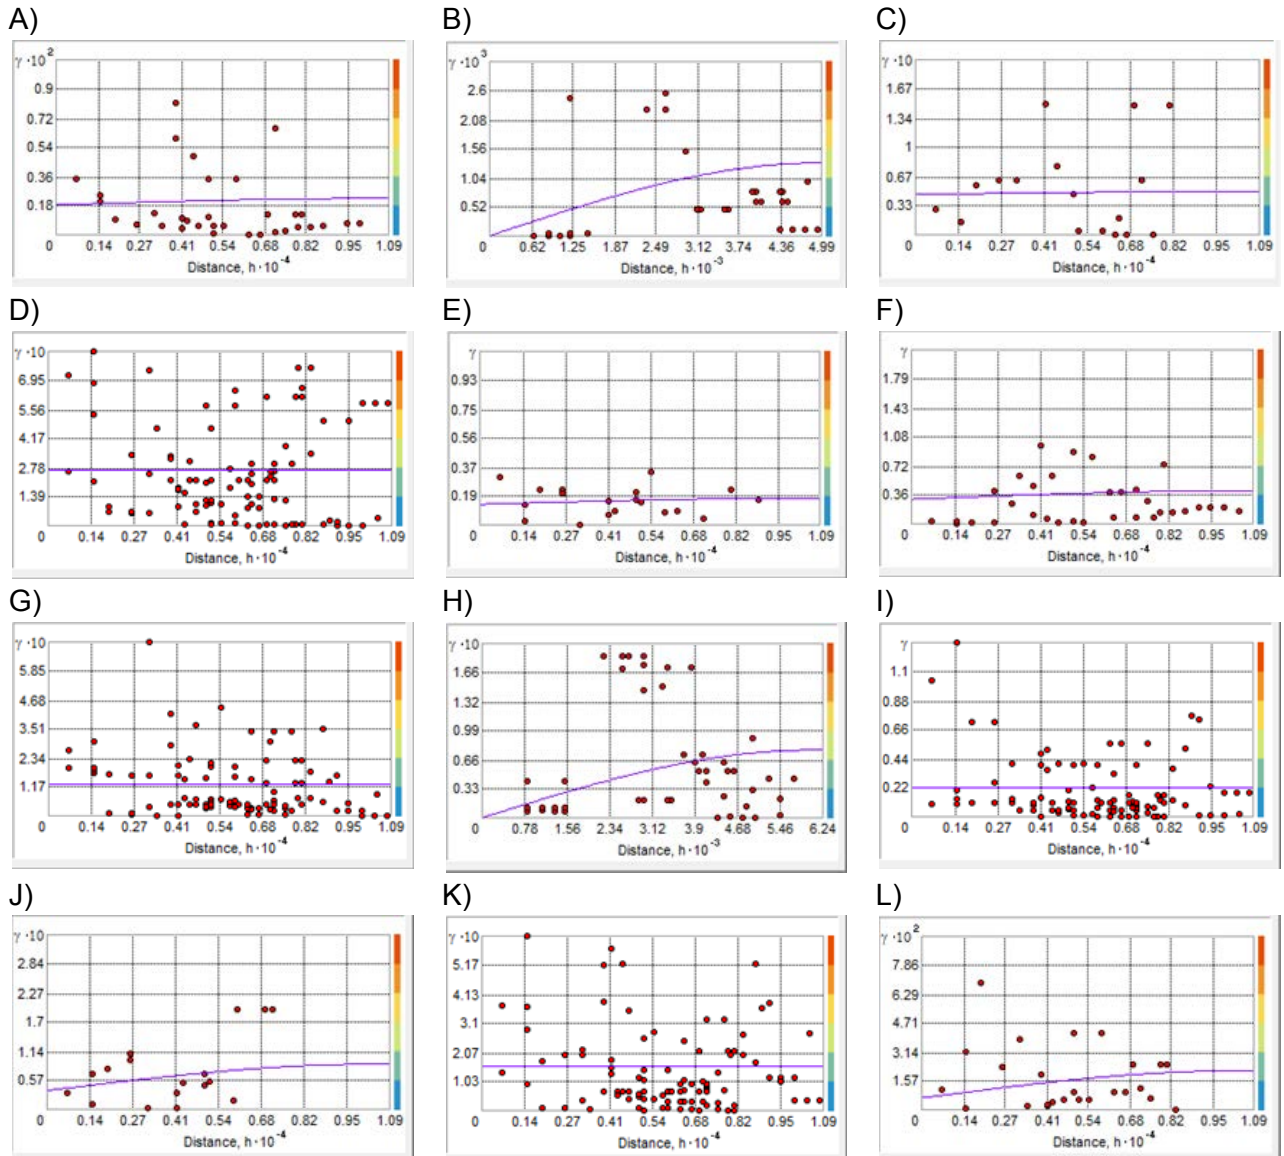 A)
B)
C)
γ·10 2
0.9
0.72
0.54
0.36
0.18
0 0.14 0.27 0.41 0.54 0.68 0.82 0.95 1.09
Distance, h·10 -4
γ·10 3
2.6
2.08
1.56
1.04
0.52
0 0.62 1.25 1.87 2.49 3.12 3.74 4.36 4.99
Distance, h·10 -3
γ·10
1.67
1.34
1
0.67
0.33
0 0.14 0.27 0.41 0.54 0.68 0.82 0.95 1.09
Distance, h·10 -4
D)
E)
F)
γ·10
6.95
5.56
4.17
2.78
1.39
0 0.14 0.27 0.41 0.54 0.68 0.82 0.95 1.09
Distance, h·10 -4
γ
0.93
0.75
0.56
0.37
0.19
0 0.14 0.27 0.41 0.54 0.68 0.82 0.95 1.09
Distance, h·10 -4
γ
1.79
1.43
1.08
0.72
0.36
0 0.14 0.27 0.41 0.54 0.68 0.82 0.95 1.09
Distance, h·10 -4
G)
H)
I)
γ·10
5.85
4.68
3.51
2.34
1.17
0 0.14 0.27 0.41 0.54 0.68 0.82 0.95 1.09
Distance, h·10 -4
γ·10
1.66
1.32
0.99
0.66
0.33
0 0.78 1.56 2.34 3.12 3.9 4.68 5.46 6.24
Distance, h·10 -3
γ
1.1
0.88
0.66
0.44
0.22
0 0.14 0.27 0.41 0.54 0.68 0.82 0.95 1.09
Distance, h·10 -4
J)
K)
L)
γ·10
2.84
2.27
1.7
1.14
0.57
0 0.14 0.27 0.41 0.54 0.68 0.82 0.95 1.09
Distance, h·10 -4
γ·10
5.17
4.13
3.1
2.07
1.03
0 0.14 0.27 0.41 0.54 0.68 0.82 0.95 1.09
Distance, h·10 -4
γ·10 2
7.86
6.29
4.71
3.14
1.57
0 0.14 0.27 0.41 0.54 0.68 0.82 0.95 1.09
Distance, h·10 -4